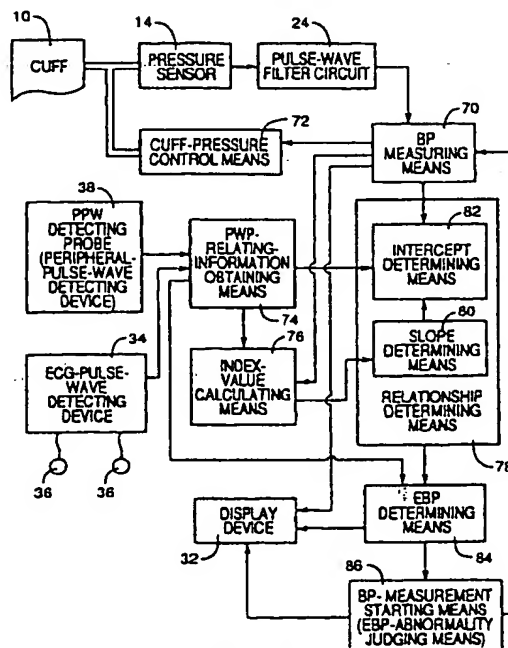 10
14
24
CUFF
PRESSURE
SENSOR
PULSE-WAVE
FILTER CIRCUIT
72
70
CUFF-PRESSURE
CONTROL MEANS
BP
MEASURING
MEANS
38
PPW
DETECTING
PROBE
(PERIPHERAL-
PULSE-WAVE
DETECTING
DEVICE)
PWP-
RELATING-
INFORMATION
OBTAINING
MEANS
74
82
INTERCEPT
DETERMINING
MEANS
80
SLOPE
DETERMINING
MEANS
34
ECG-PULSE-
WAVE
DETECTING
DEVICE
76
INDEX-
VALUE
CALCULATING
MEANS
RELATIONSHIP
DETERMINING
MEANS
78
36
36
DISPLAY
DEVICE
32
EBP
DETERMINING
MEANS
84
86
BP-MEASUREMENT
STARTING MEANS
(EBP-ABNORMALITY
JUDGING MEANS)